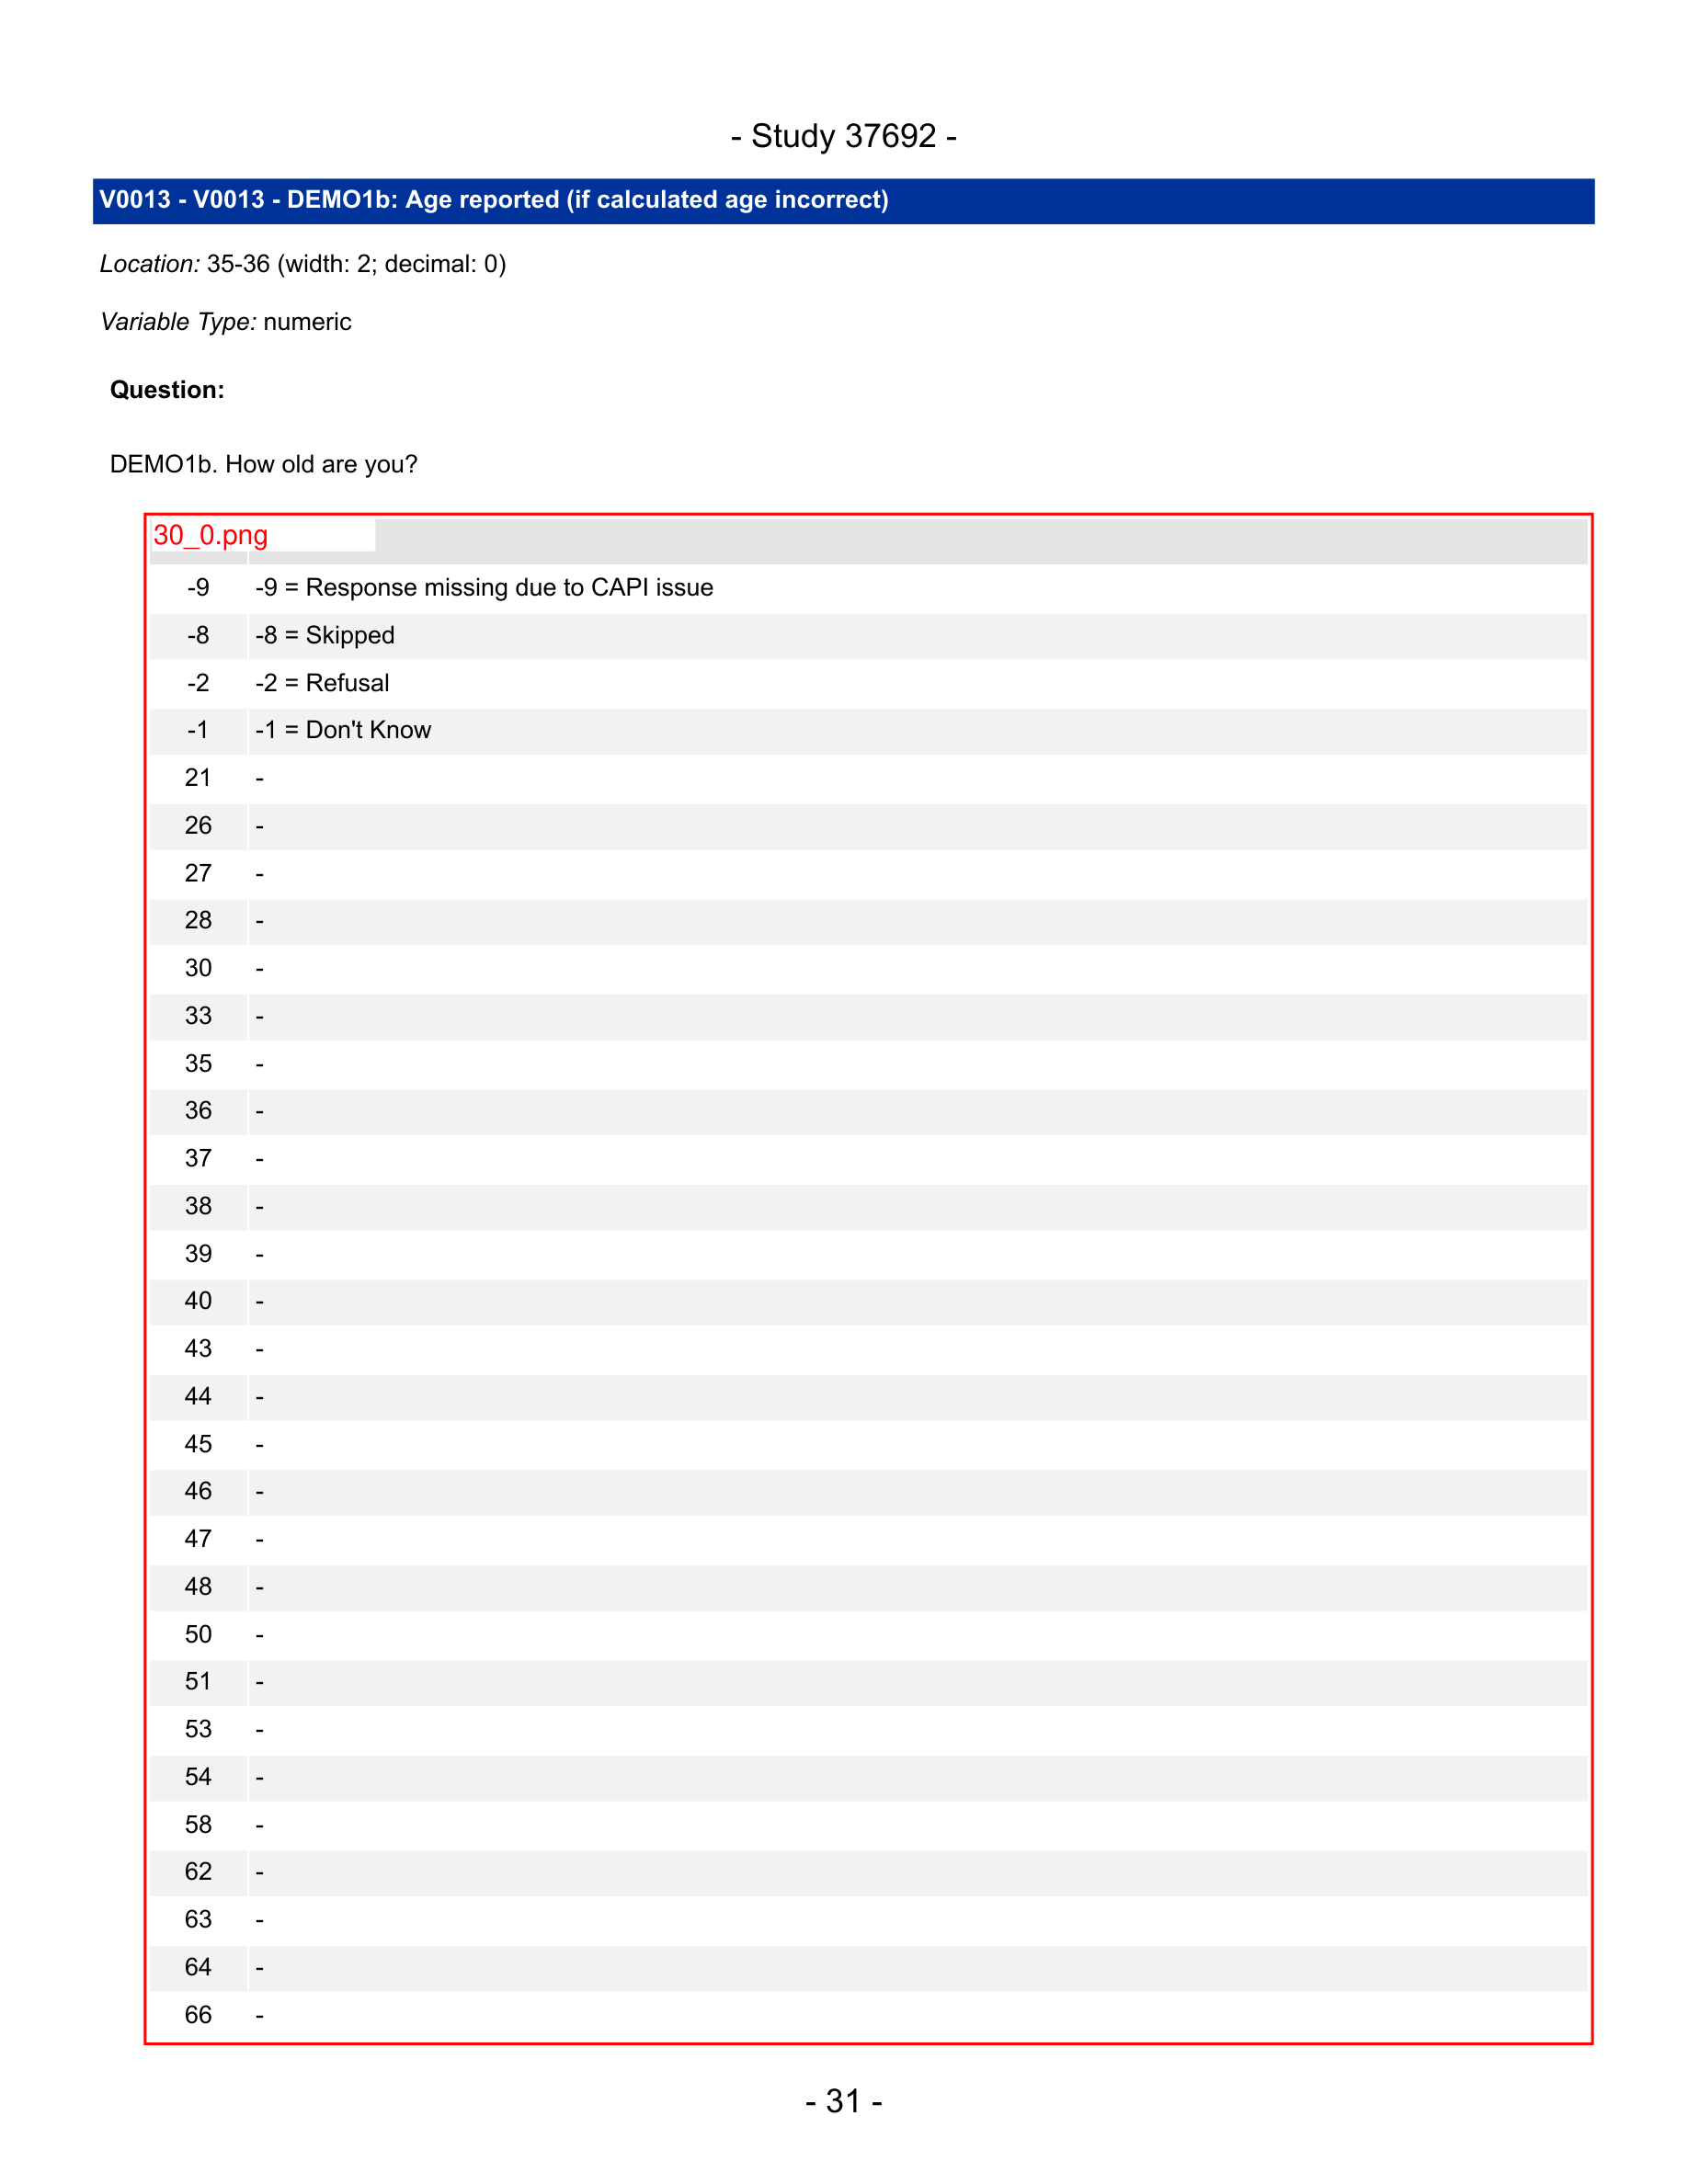 - Study 37692 -
V0013 - V0013 - DEMO1b: Age reported (if calculated age incorrect)
Location: 35-36 (width: 2; decimal: 0)
Variable Type: numeric
Question:
DEMO1b. How old are you?
30_0.png
-9 -9 = Response missing due to CAPI issue
-8 -8 = Skipped
-2 -2 = Refusal
-1 -1 = Don't Know
21 -
26 -
27 -
28 -
30 -
33 -
35 -
36 -
37 -
38 -
39 -
40 -
43 -
44 -
45 -
46 -
47 -
48 -
50 -
51 -
53 -
54 -
58 -
62 -
63 -
64 -
66 -
- 31 -